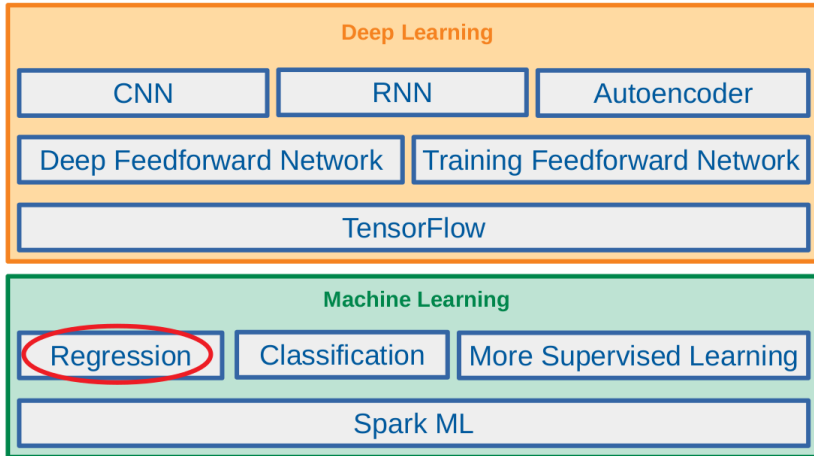 Deep Learning
CNN RNN Autoencoder
Deep Feedforward Network Training Feedforward Network
TensorFlow
Machine Learning
Regression Classification More Supervised Learning
Spark ML